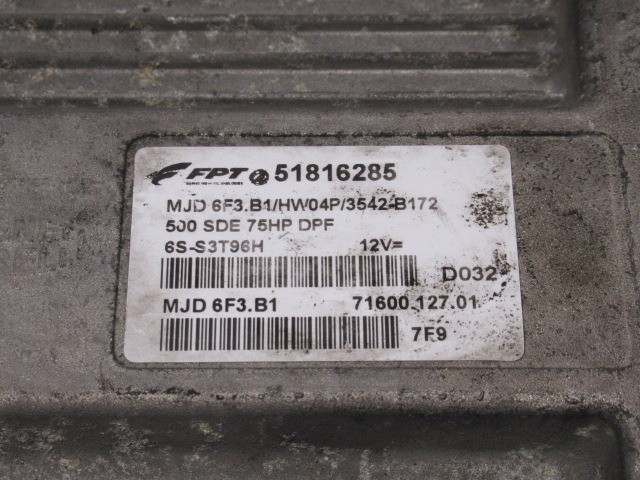 FPT 51816285
MJD 6F3.B1/HW04P/3542-B172
500 SDE 75HP DPF
6S-S3T96H 12V=
D032
MJD 6F3.B1 71600.127.01
7F9